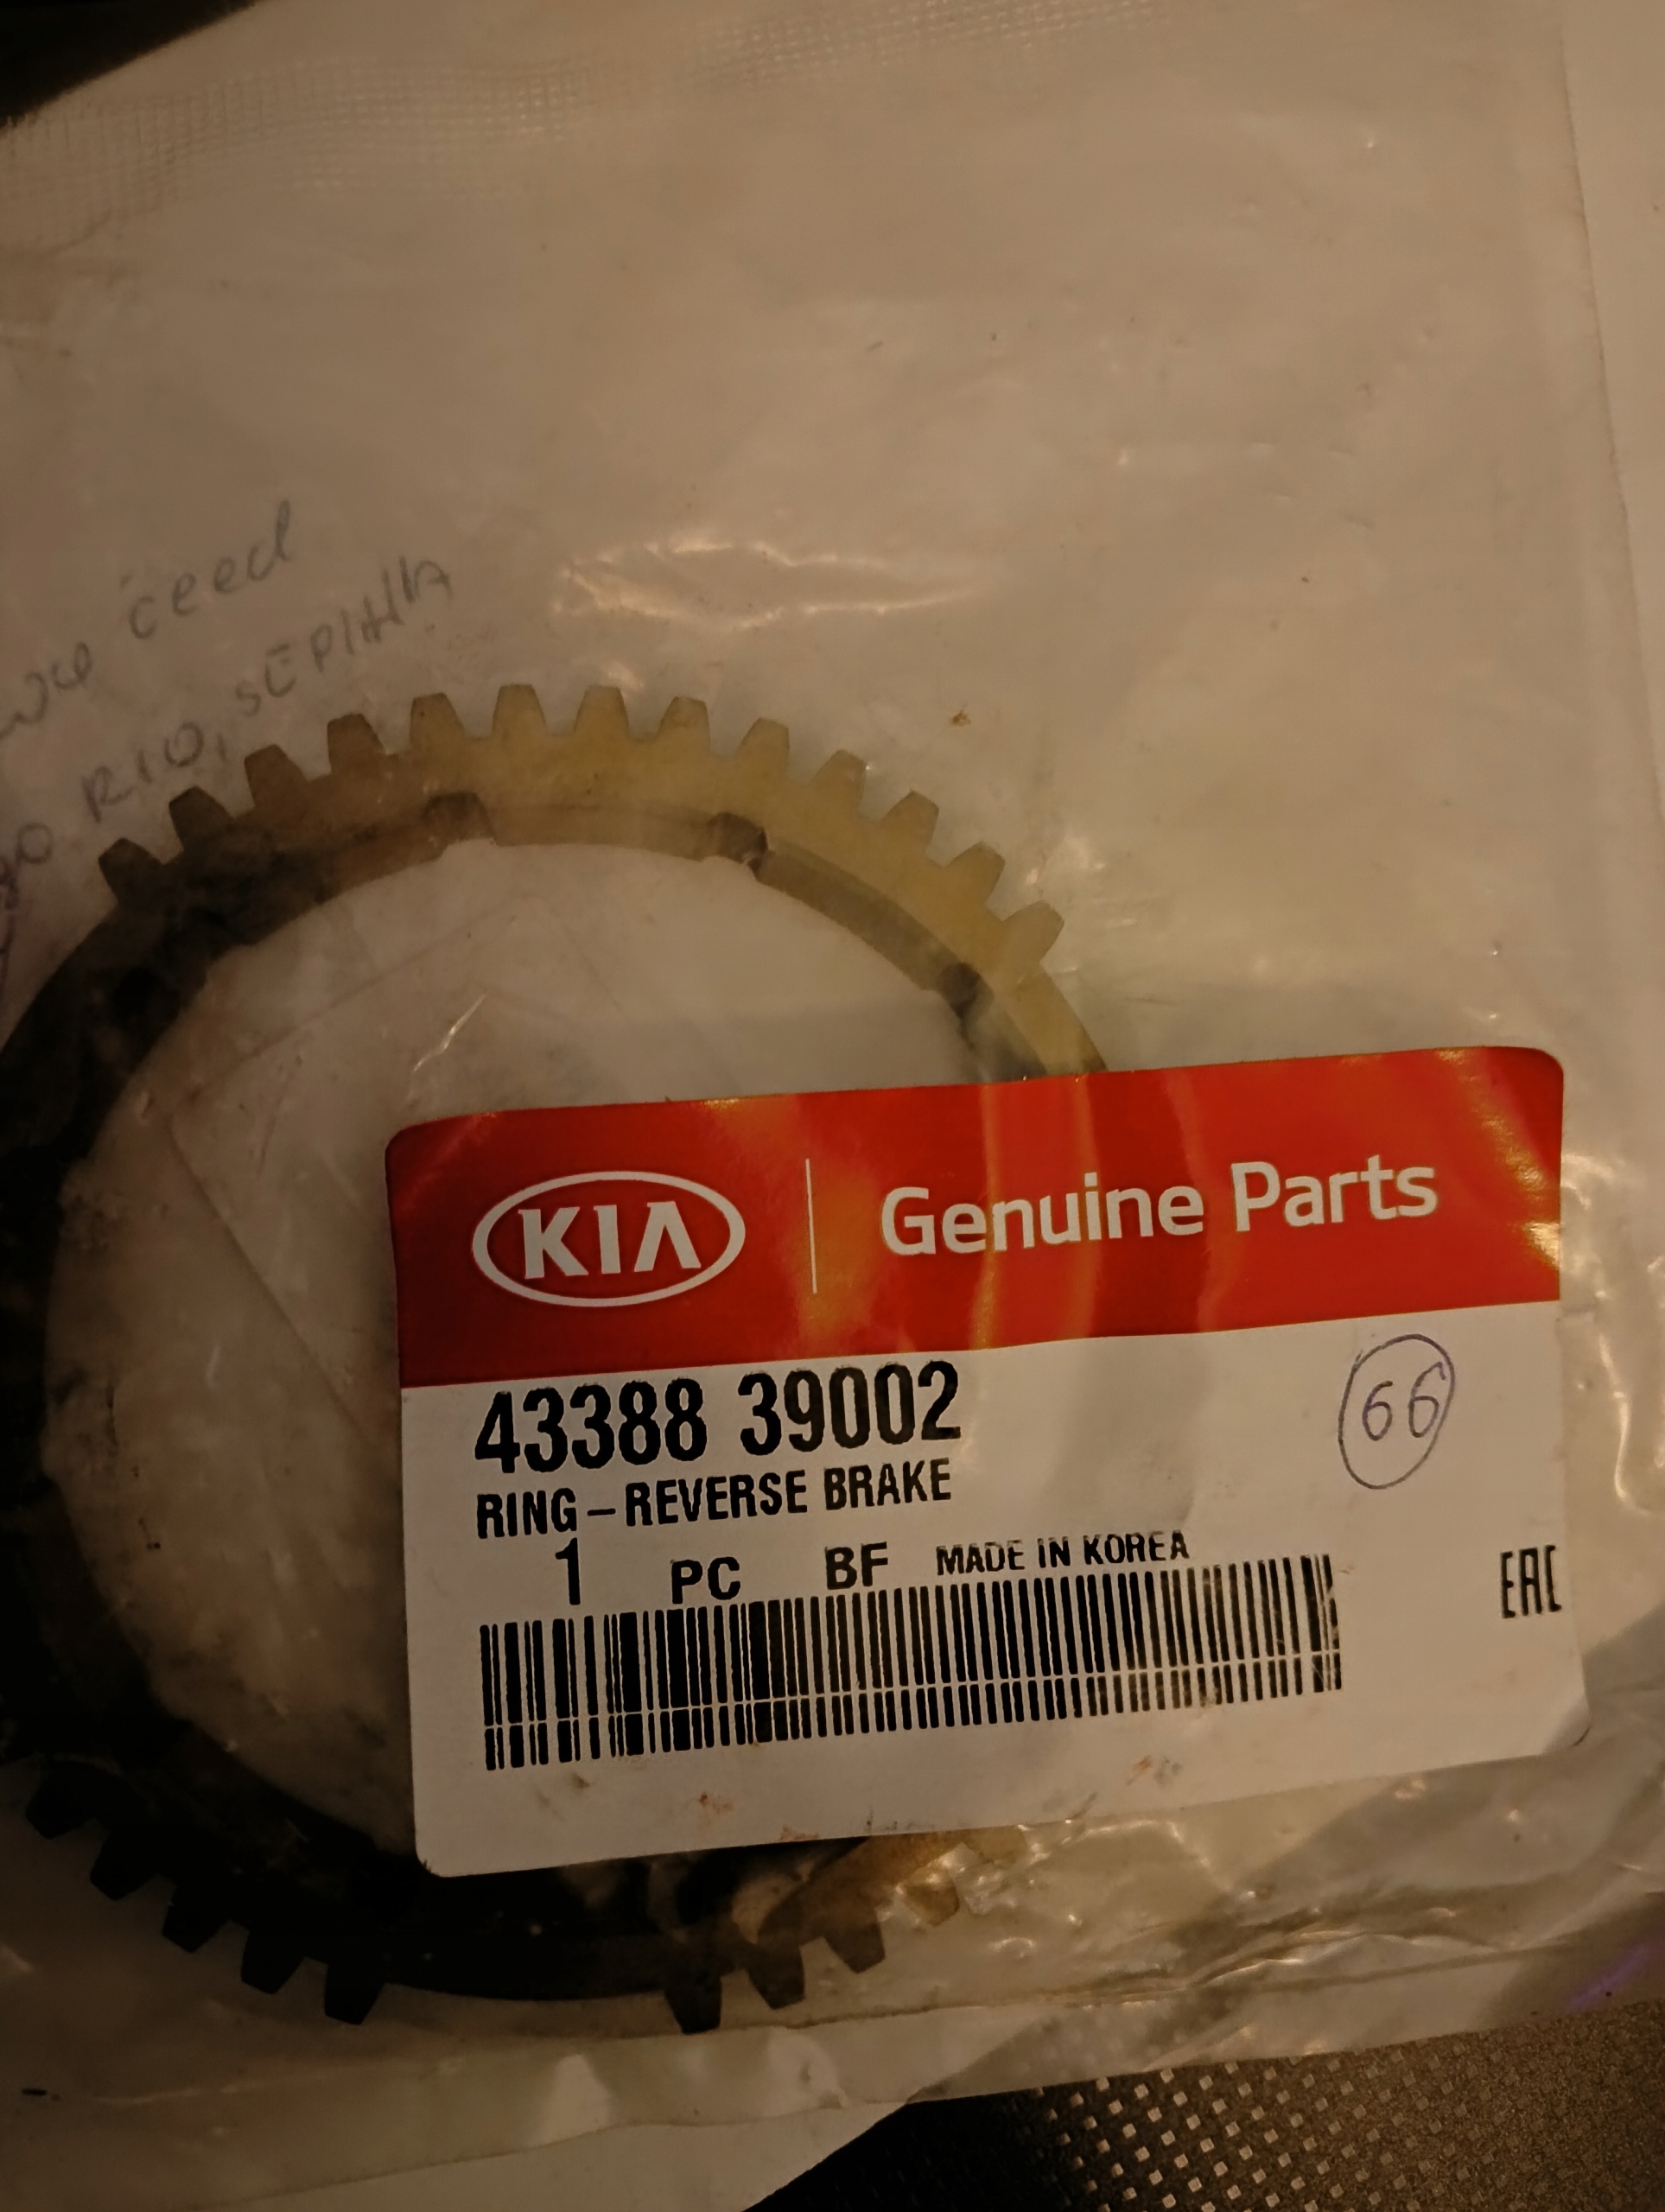 ceed
RIO, SEPHIA
KIA Genuine Parts
43388 39002
66
RING-REVERSE BRAKE
1 PC BF MADE IN KOREA
EAC